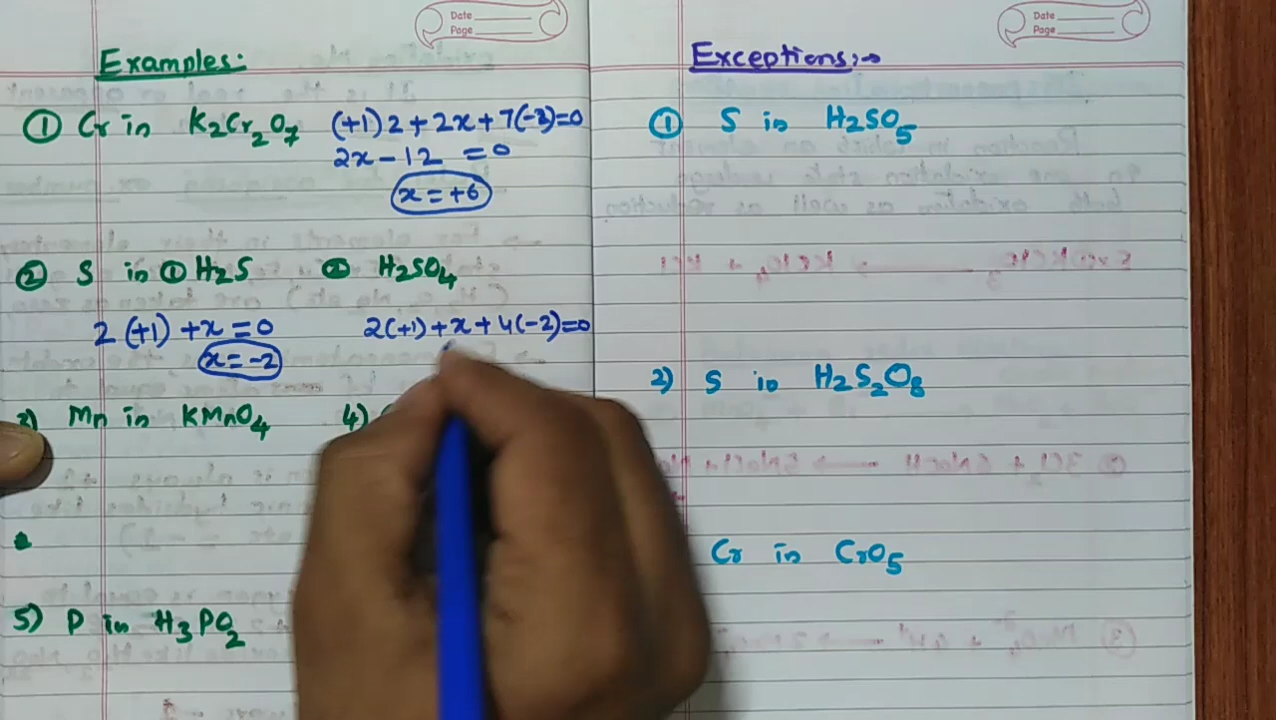 Date
Page
Examples:
① Cr in K2Cr2O7 (+1)2+2x+7(-2)=0
2x-12 =0
x=+6
② S in ① H2S ② H2SO4
2(+1)+x=0 2(+1)+x+4(-2)=0
x=-2
3) Mn in KMnO4 4)
5) P in H3PO2
Date
Page
Exceptions:→
① S in H2SO5
2) S in H2S2O8
Cr in CrO5